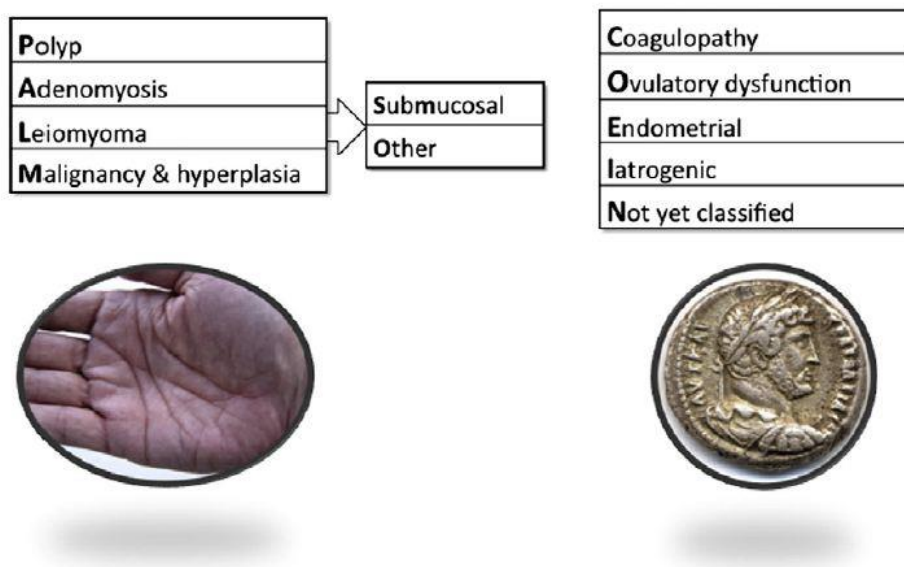 Polyp
Adenomyosis
Leiomyoma
Malignancy & hyperplasia
Submucosal
Other
Coagulopathy
Ovulatory dysfunction
Endometrial
Iatrogenic
Not yet classified